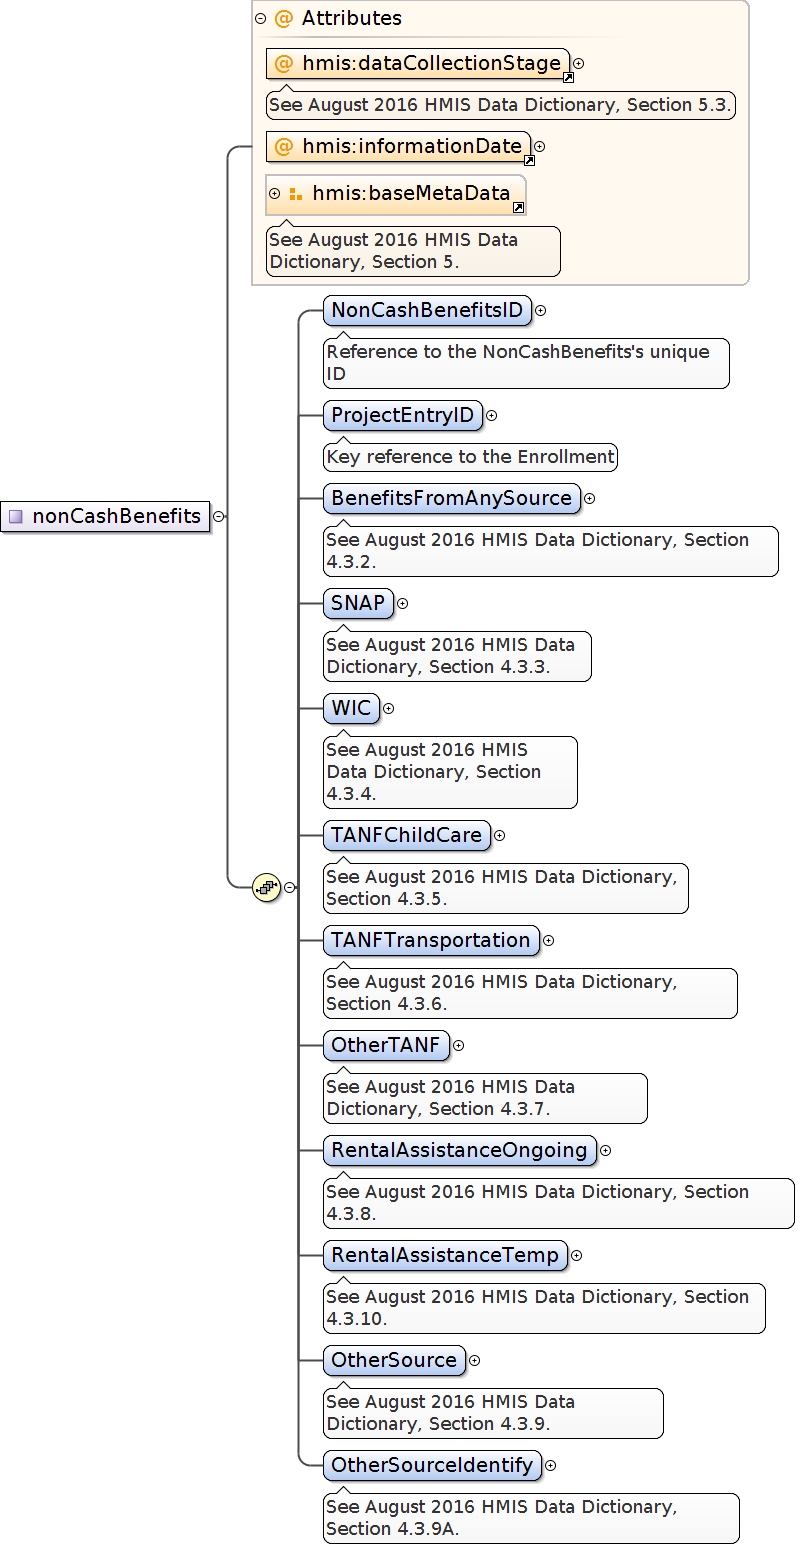 @ Attributes
@ hmis:dataCollectionStage
See August 2016 HMIS Data Dictionary, Section 5.3.
@ hmis:informationDate
hmis:baseMetaData
See August 2016 HMIS Data
Dictionary, Section 5.
NonCashBenefitsID
Reference to the NonCashBenefits's unique
ID
ProjectEntryID
Key reference to the Enrollment
BenefitsFromAnySource
nonCashBenefits
See August 2016 HMIS Data Dictionary, Section
4.3.2.
SNAP
See August 2016 HMIS Data
Dictionary, Section 4.3.3.
WIC
See August 2016 HMIS
Data Dictionary, Section
4.3.4.
TANFChildCare
See August 2016 HMIS Data Dictionary,
Section 4.3.5.
TANFTransportation
See August 2016 HMIS Data Dictionary,
Section 4.3.6.
OtherTANF
See August 2016 HMIS Data
Dictionary, Section 4.3.7.
RentalAssistanceOngoing
See August 2016 HMIS Data Dictionary, Section
4.3.8.
RentalAssistanceTemp
See August 2016 HMIS Data Dictionary, Section
4.3.10.
OtherSource
See August 2016 HMIS Data
Dictionary, Section 4.3.9.
OtherSourceIdentify
See August 2016 HMIS Data Dictionary,
Section 4.3.9A.